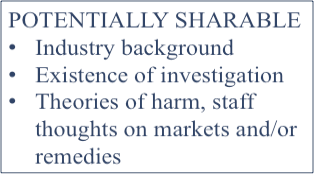 POTENTIALLY SHARABLE
• Industry background
• Existence of investigation
• Theories of harm, staff
thoughts on markets and/or
remedies